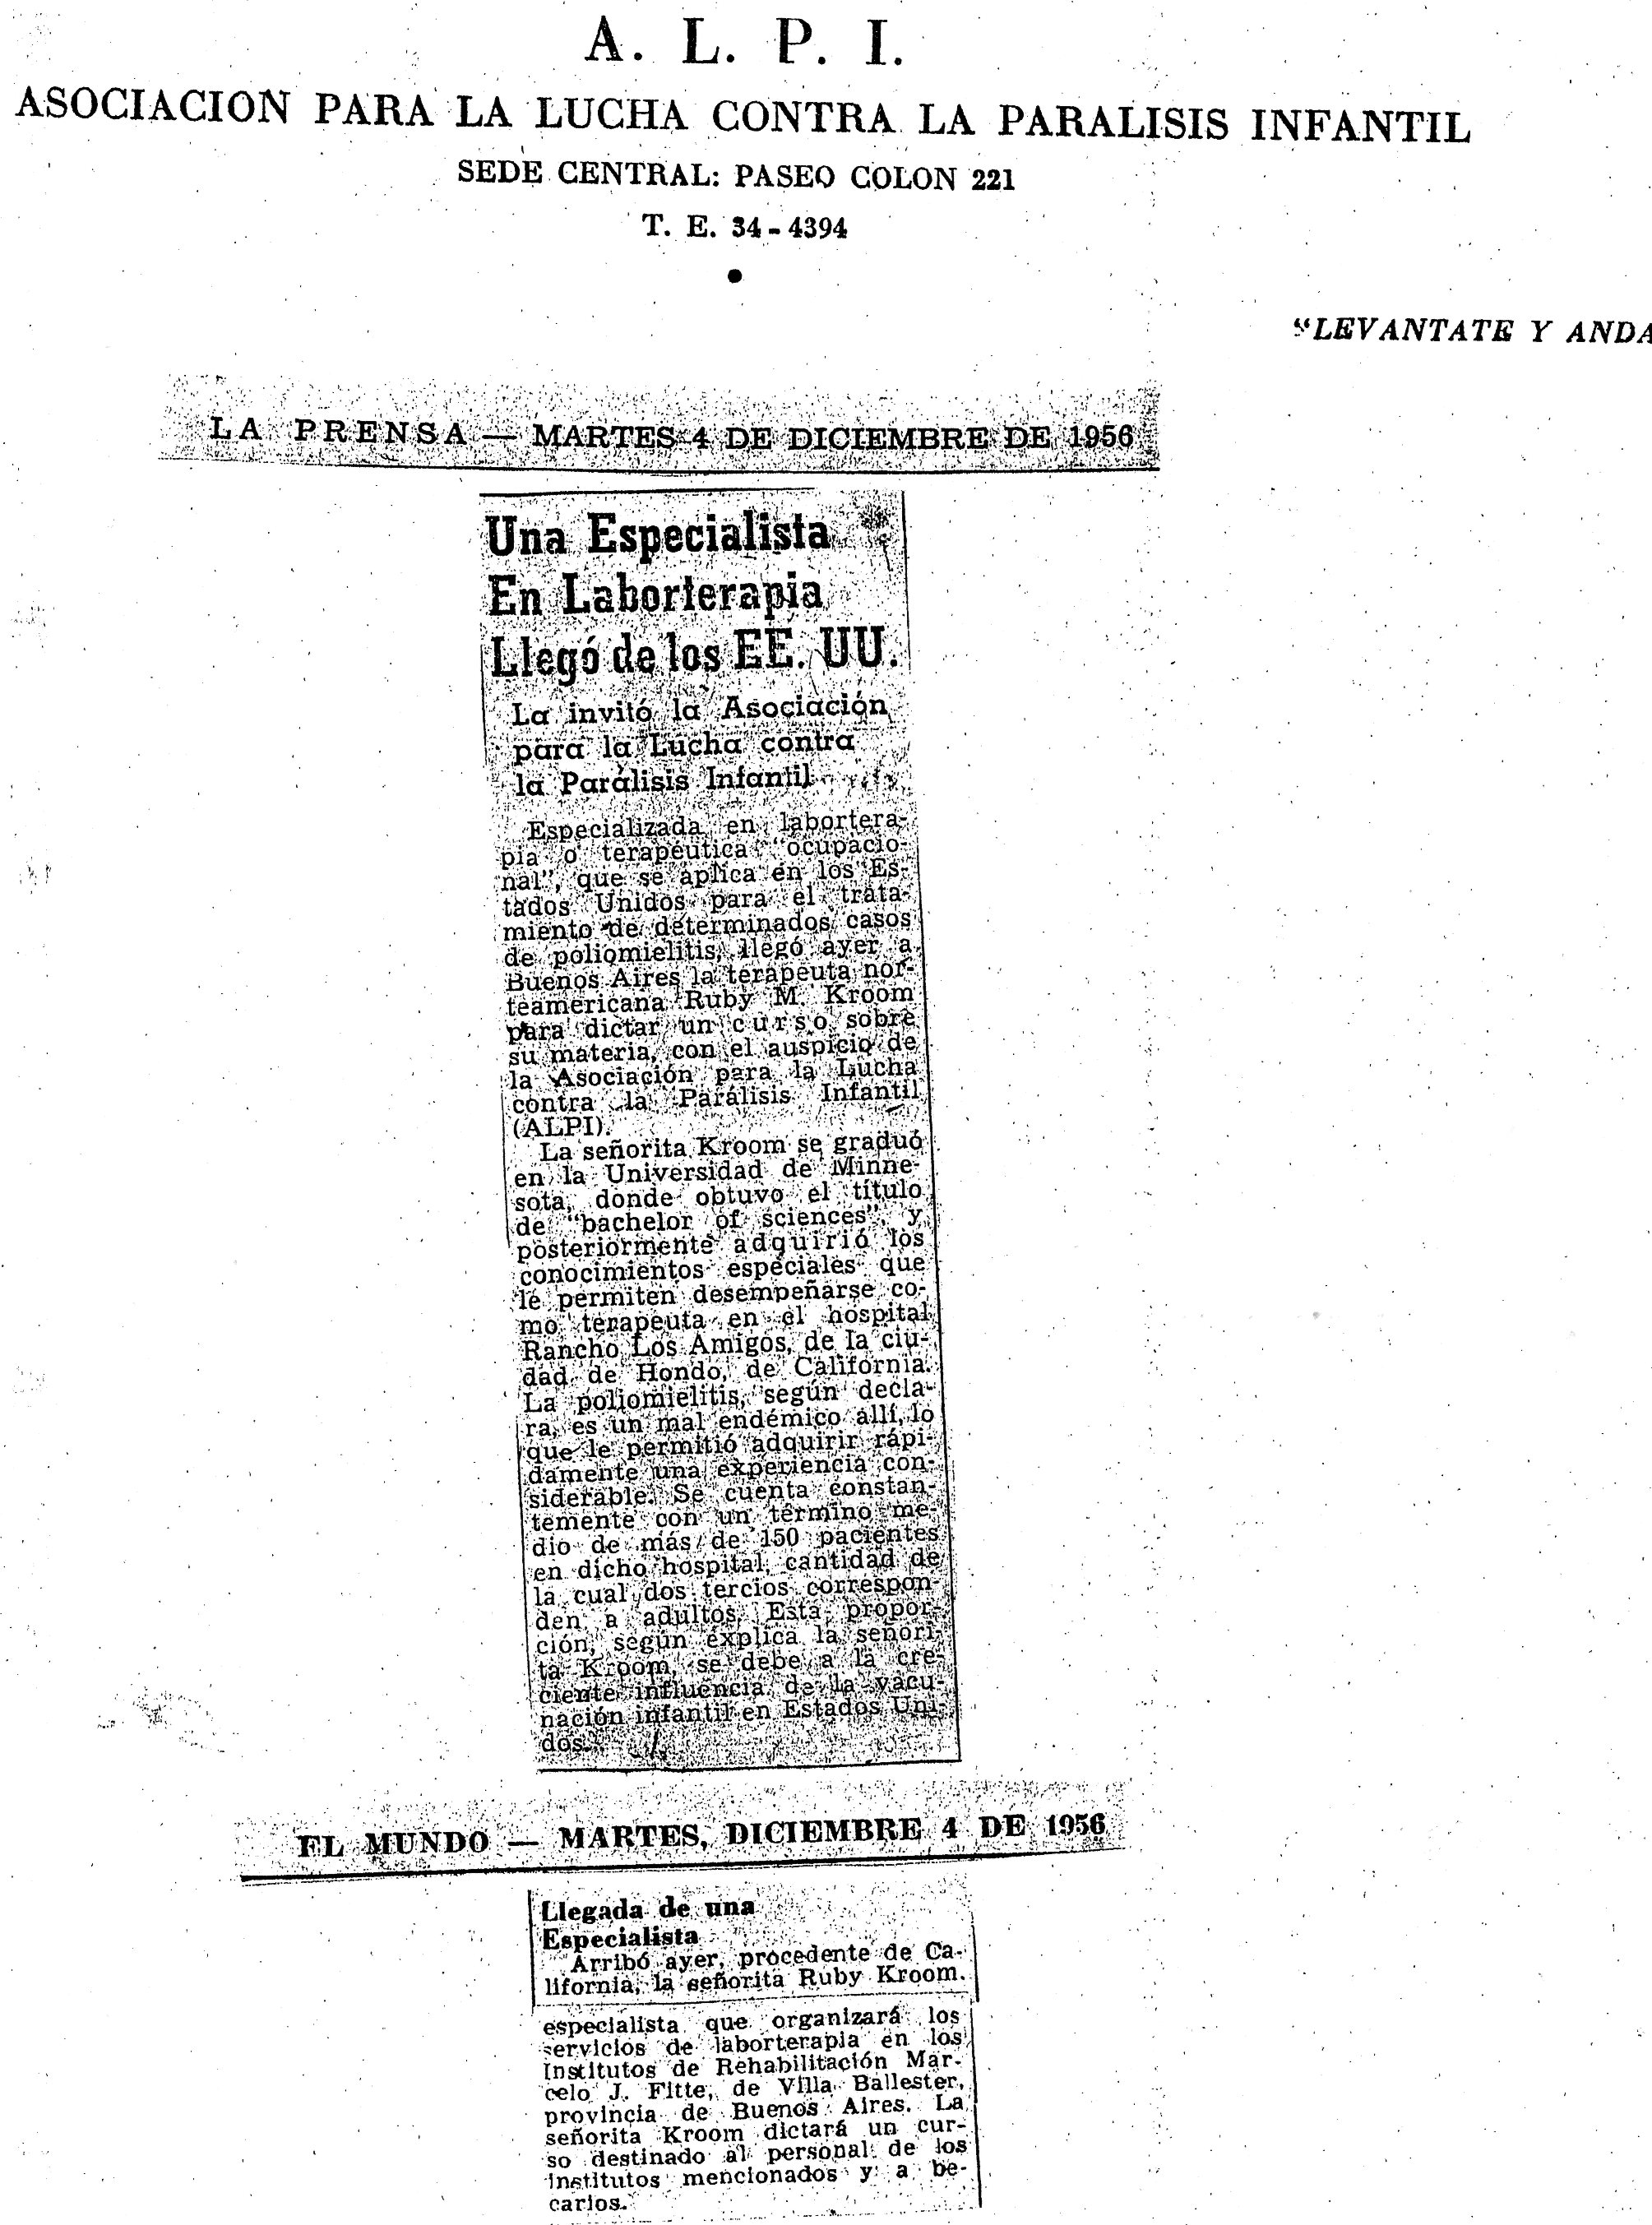 A. L. P. I.
ASOCIACION PARA LA LUCHA CONTRA LA PARALISIS INFANTIL
SEDE CENTRAL: PASEO COLON 221
T. E. 34 - 4394
"LEVANTATE Y ANDA
LA PRENSA — MARTES 4 DE DICIEMBRE DE 1956
Una Especialista
En Laborterapia
Llegó de los EE. UU.
La invitó la Asociación
para la Lucha contra
la Parálisis Infantil
Especializada en labortera-
pia o terapéutica "ocupacio-
nal", que se aplica en los Es-
tados Unidos para el trata-
miento de determinados casos
de poliomielitis, llegó ayer a
Buenos Aires la terapeuta nor-
teamericana Ruby M. Kroom
para dictar un curso sobre
su materia, con el auspicio de
la Asociación para la Lucha
contra la Parálisis Infantil
(ALPI).
La señorita Kroom se graduó
en la Universidad de Minne-
sota, donde obtuvo el título
de "bachelor of sciences", y
posteriormente adquirió los
conocimientos especiales que
le permiten desempeñarse co-
mo terapeuta en el hospital
Rancho Los Amigos, de la ciu-
dad de Hondo, de California.
La poliomielitis, según decla-
ra, es un mal endémico allí, lo
que le permitió adquirir rápi-
damente una experiencia con-
siderable. Se cuenta constan-
temente con un término me-
dio de más de 150 pacientes
en dicho hospital, cantidad de
la cual dos tercios correspon-
den a adultos. Esta propor-
ción, según explica la señori-
ta Kroom, se debe a la cre-
ciente influencia de la vacu-
nación infantil en Estados Uni-
dos.
EL MUNDO — MARTES, DICIEMBRE 4 DE 1956
Llegada de una
Especialista
Arribó ayer, procedente de Ca-
lifornia, la señorita Ruby Kroom.
especialista que organizará los
servicios de laborterapia en los
Institutos de Rehabilitación Mar-
celo J. Fitte, de Villa Ballester,
provincia de Buenos Aires. La
señorita Kroom dictará un cur-
so destinado al personal de los
institutos mencionados y a be-
carios.